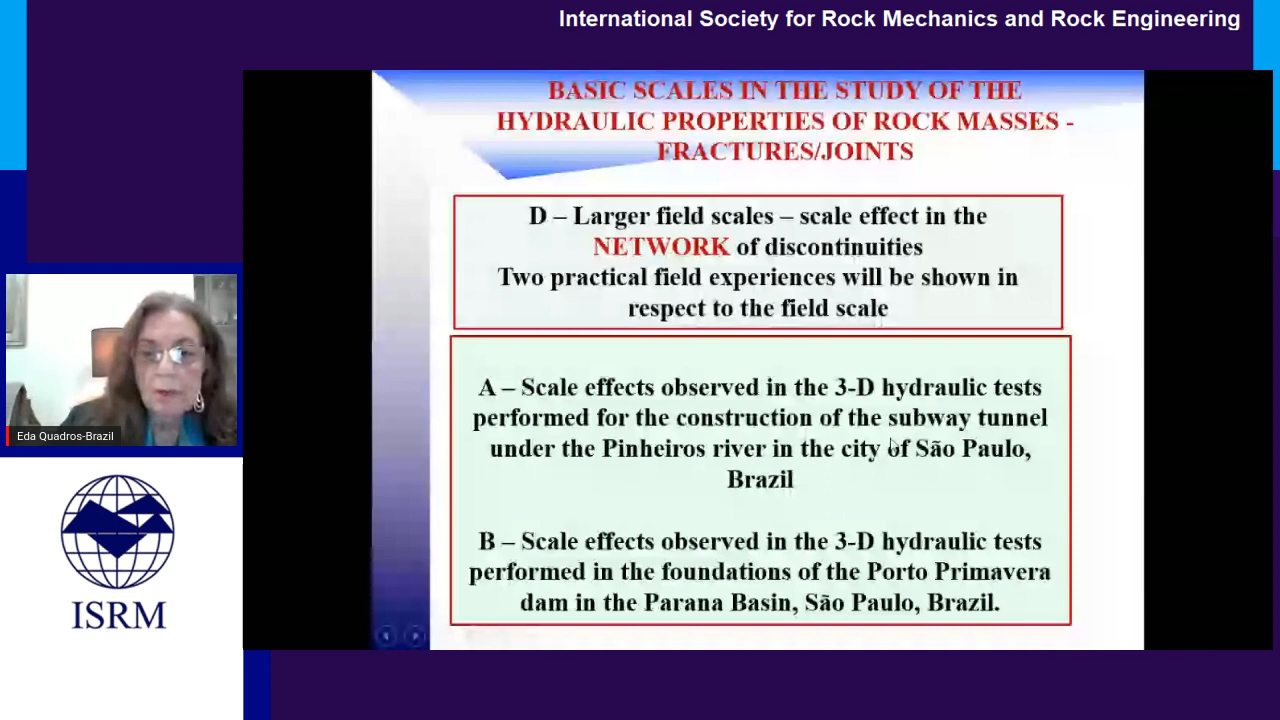 International Society for Rock Mechanics and Rock Engineering
BASIC SCALES IN THE STUDY OF THE
HYDRAULIC PROPERTIES OF ROCK MASSES -
FRACTURES/JOINTS
D – Larger field scales – scale effect in the
NETWORK of discontinuities
Two practical field experiences will be shown in
respect to the field scale
A – Scale effects observed in the 3-D hydraulic tests
performed for the construction of the subway tunnel
under the Pinheiros river in the city of São Paulo,
Brazil
B – Scale effects observed in the 3-D hydraulic tests
performed in the foundations of the Porto Primavera
dam in the Parana Basin, São Paulo, Brazil.
Eda Quadros-Brazil
ISRM